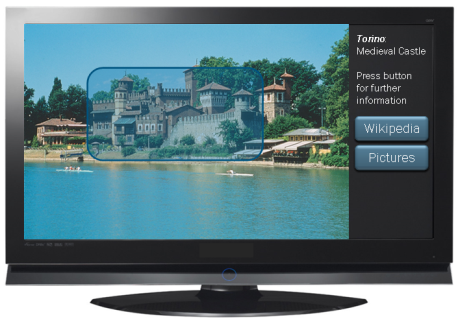 Torino:
Medieval Castle
Press button
for further
information
Wikipedia
Pictures